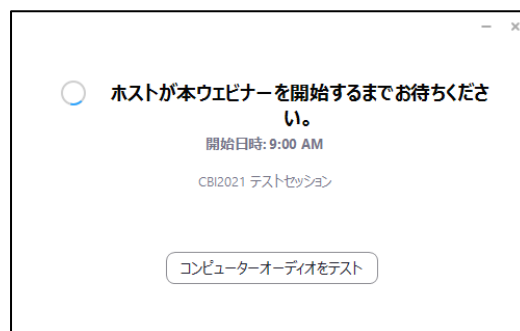 ホストが本ウェビナーを開始するまでお待ちくださ
い。
開始日時: 9:00 AM
CBI2021 テストセッション
コンピューターオーディオをテスト